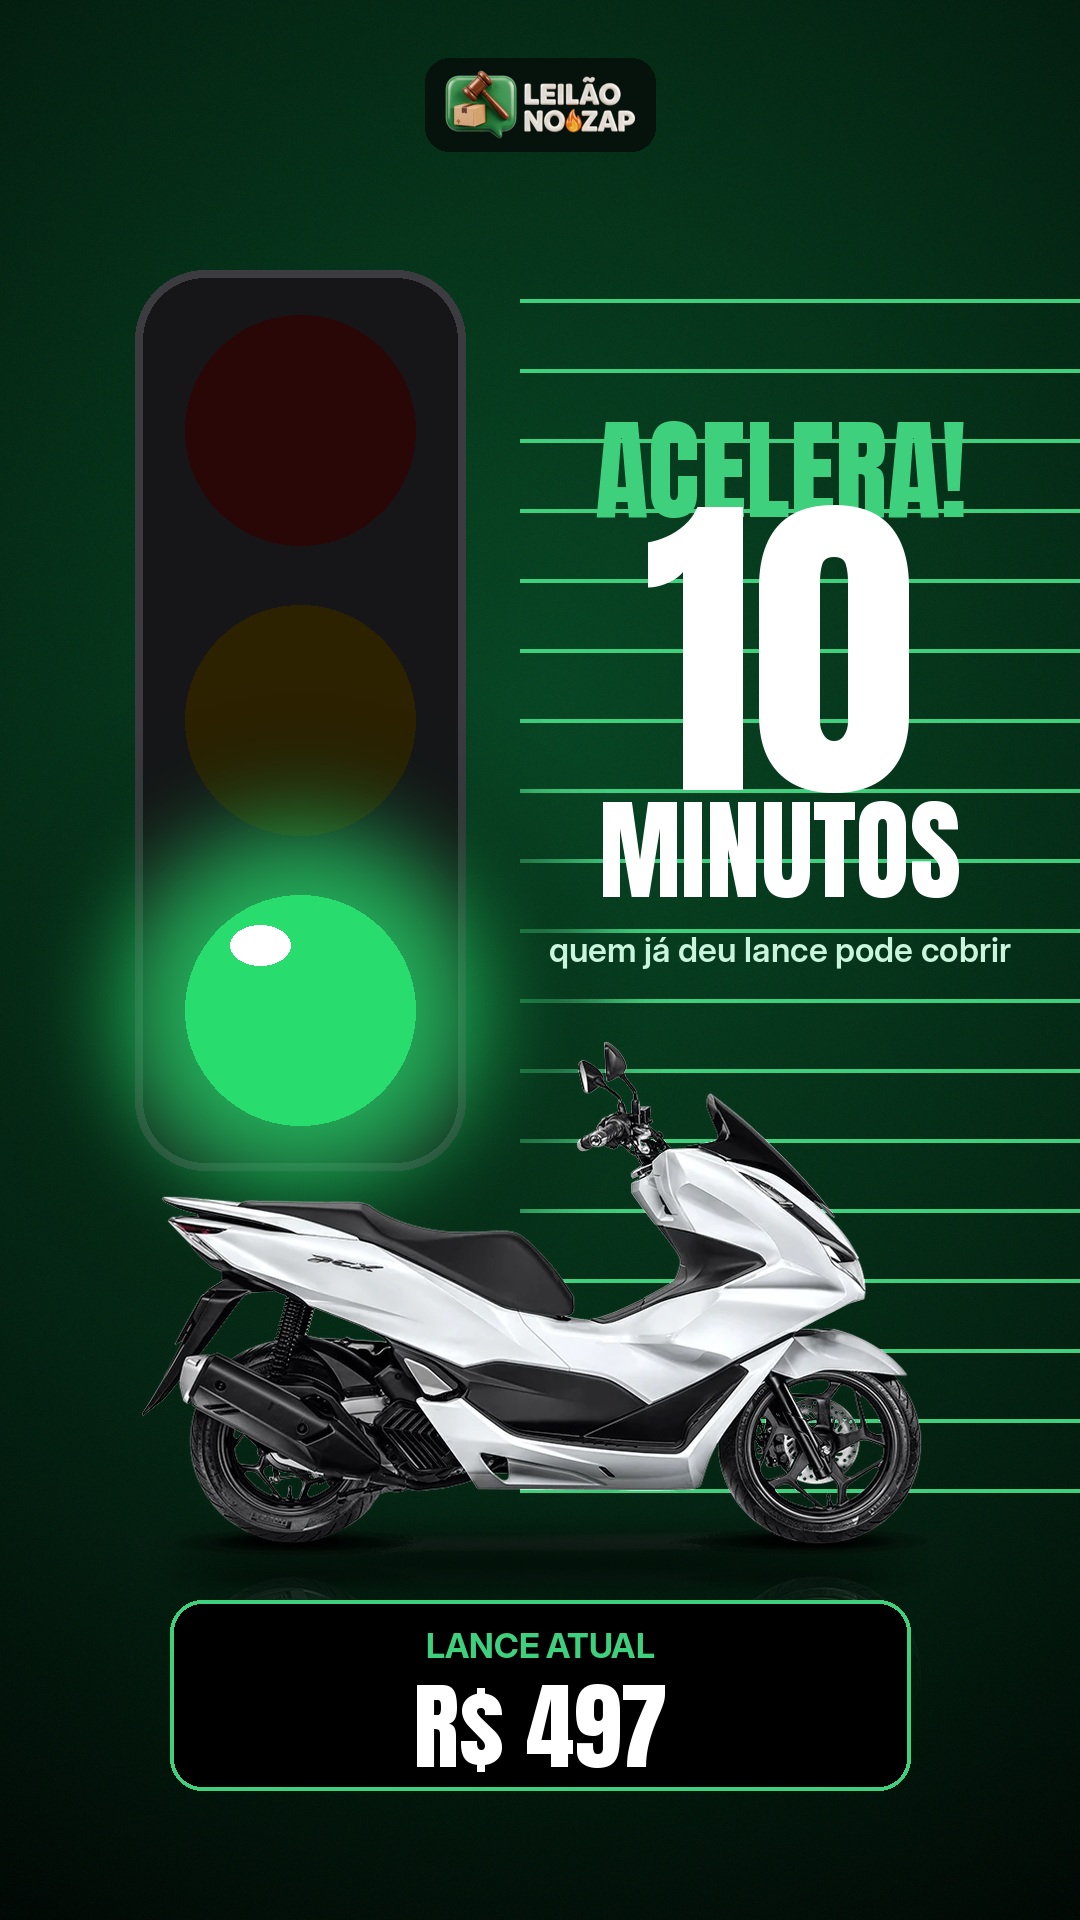 LEILÃO
NO ZAP
ACELERA!
10
MINUTOS
quem já deu lance pode cobrir
PCX
LANCE ATUAL
R$ 497